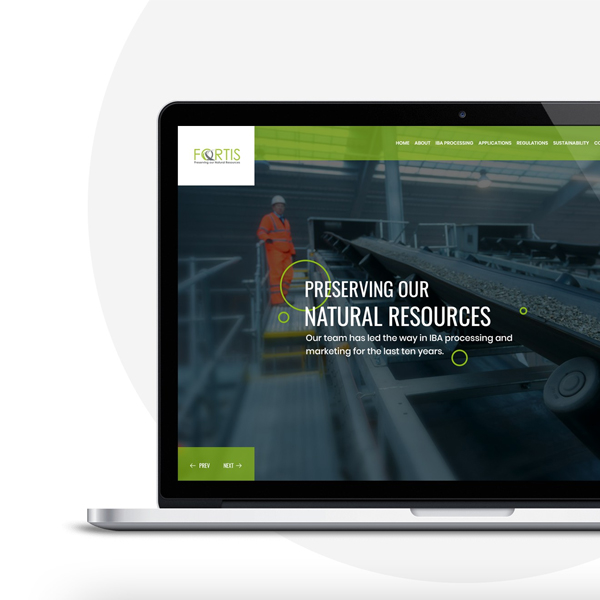 HOME ABOUT IBA PROCESSING APPLICATIONS REGULATIONS SUSTAINABILITY CO
FORTIS
Preserving our Natural Resources
PRESERVING OUR
NATURAL RESOURCES
Our team has led the way in IBA processing and
marketing for the last ten years.
← PREV NEXT →